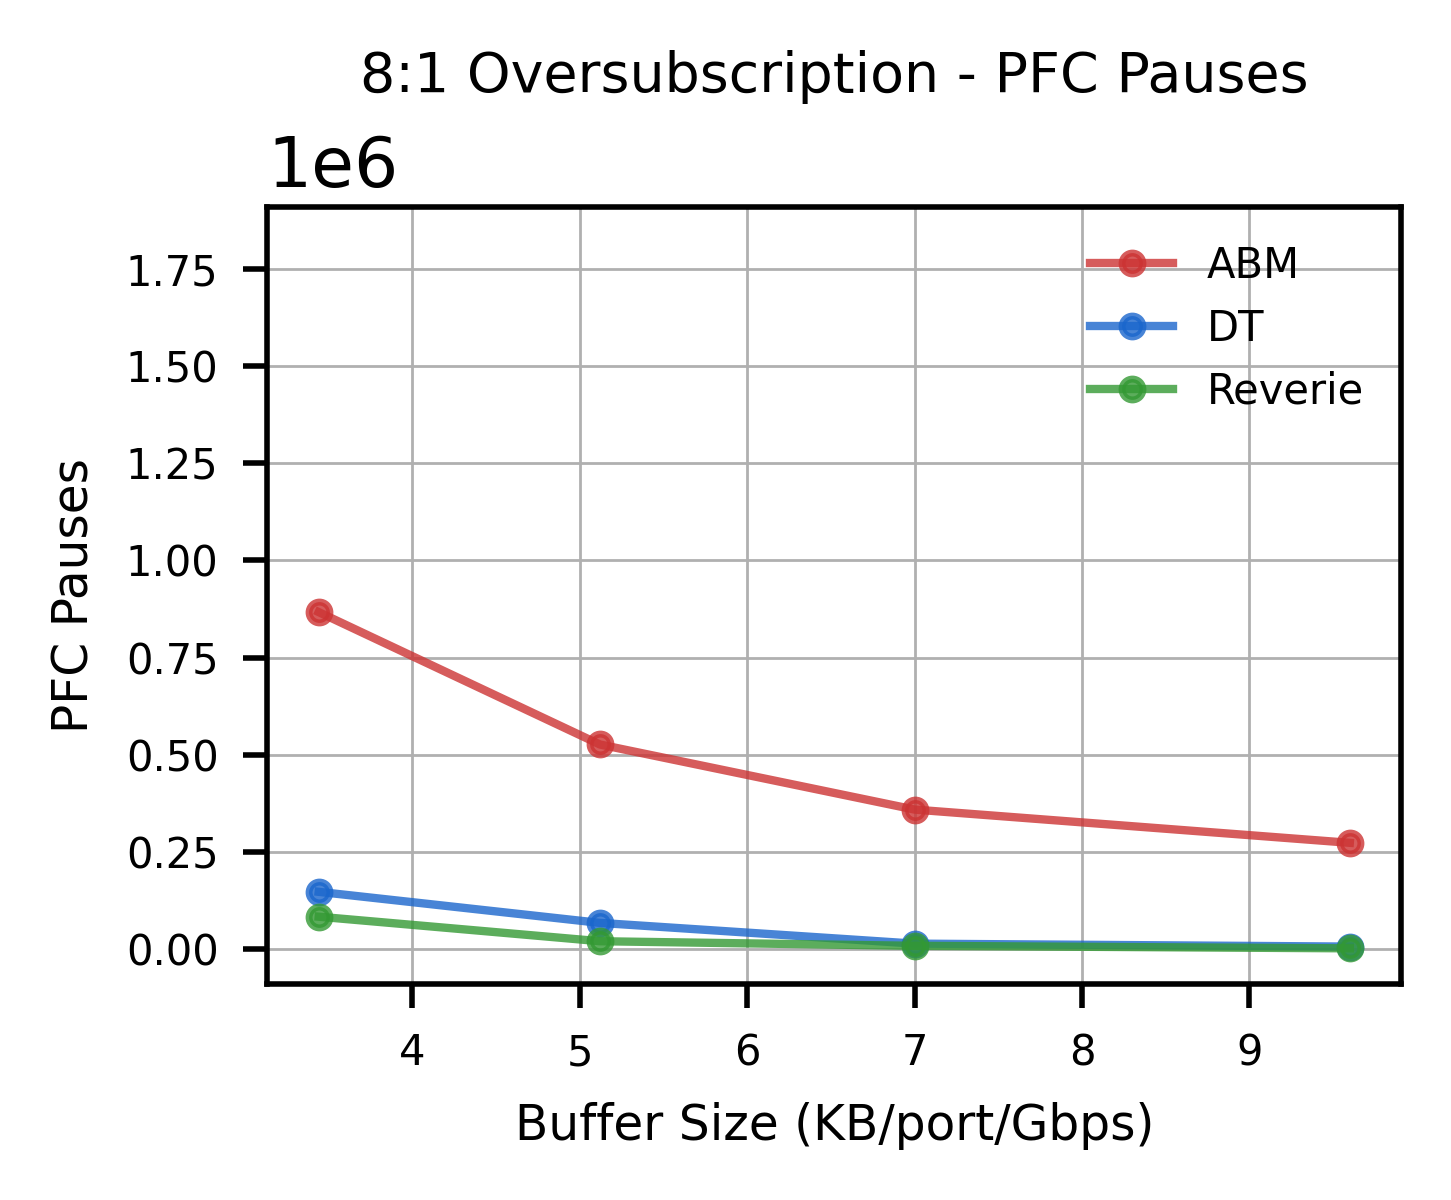 8:1 Oversubscription - PFC Pauses
1e6
1.75
1.50
1.25
1.00
0.75
0.50
0.25
0.00
PFC Pauses
ABM
DT
Reverie
4 5 6 7 8 9
Buffer Size (KB/port/Gbps)